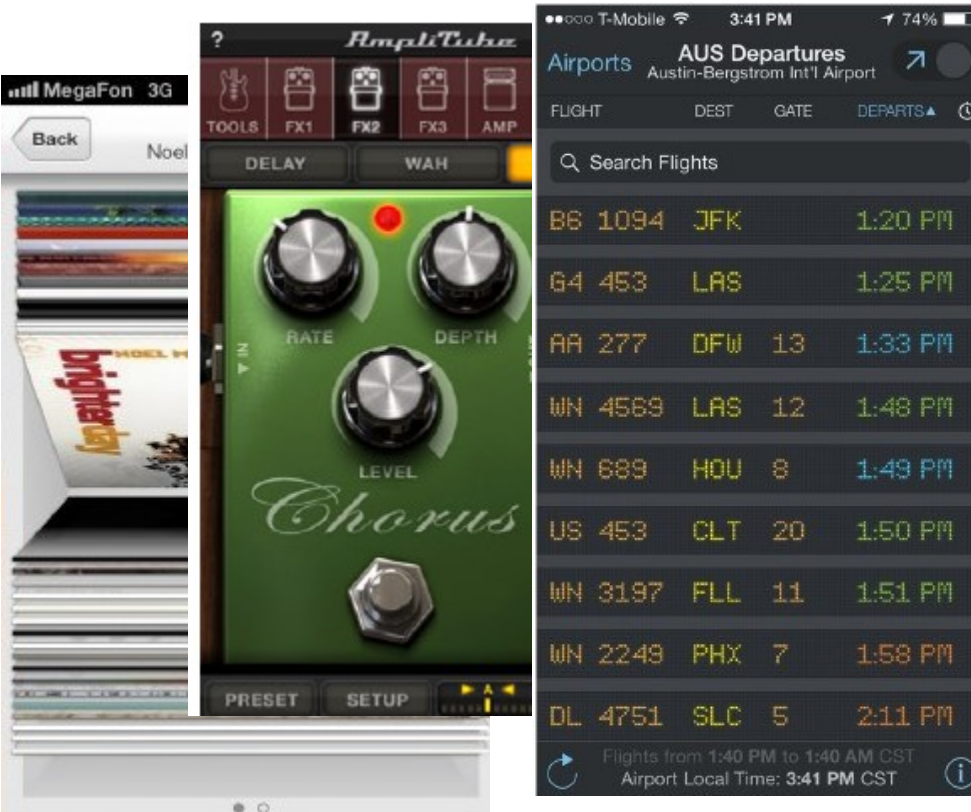 MegaFon 3G
Back
Noel
NOEL
brighter day
?
AmpliTube
TOOLS FX1 FX2 FX3 AMP
DELAY WAH
RATE
DEPTH
IN
LEVEL
Chorus
PRESET SETUP A
T-Mobile 3:41 PM 74%
Airports AUS Departures
Austin-Bergstrom Int'l Airport
FLIGHT DEST GATE DEPARTS▲
Search Flights
B6 1094 JFK 1:20 PM
G4 453 LAS 1:25 PM
AA 277 DFW 13 1:33 PM
WN 4569 LAS 12 1:48 PM
WN 689 HOU 8 1:49 PM
US 453 CLT 20 1:50 PM
WN 3197 FLL 11 1:51 PM
WN 2249 PHX 7 1:58 PM
DL 4751 SLC 5 2:11 PM
Flights from 1:40 PM to 1:40 AM CST
Airport Local Time: 3:41 PM CST